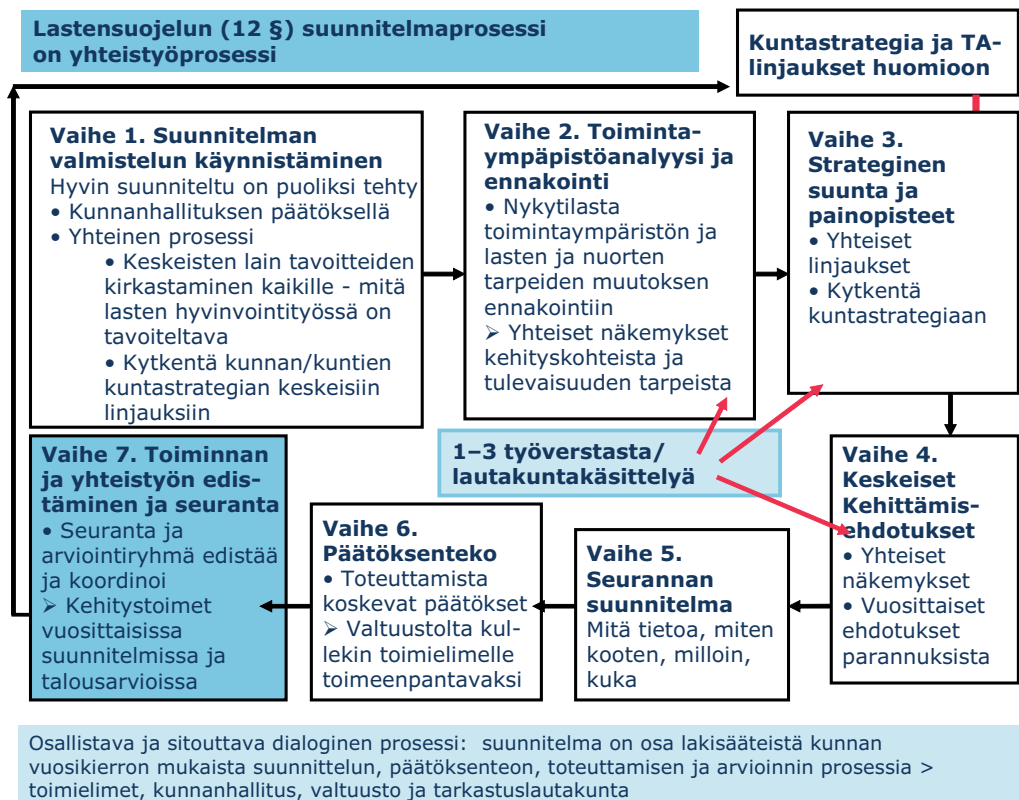 Lastensuojelun (12 §) suunnitelmaprosessi
on yhteistyöprosessi
Kuntastrategia ja TA-
linjaukset huomioon
Vaihe 1. Suunnitelman
valmistelun käynnistäminen
Hyvin suunniteltu on puoliksi tehty
• Kunnanhallituksen päätöksellä
• Yhteinen prosessi
• Keskeisten lain tavoitteiden
kirkastaminen kaikille - mitä
lasten hyvinvointityössä on
tavoiteltava
• Kytkentä kunnan/kuntien
kuntastrategian keskeisiin
linjauksiin
Vaihe 2. Toiminta-
ympäpistöanalyysi ja
ennakointi
• Nykytilasta
toimintaympäristön ja
lasten ja nuorten
tarpeiden muutoksen
ennakointiin
➢ Yhteiset näkemykset
kehityskohteista ja
tulevaisuuden tarpeista
Vaihe 3.
Strateginen
suunta ja
painopisteet
• Yhteiset
linjaukset
• Kytkentä
kuntastrategiaan
1–3 työverstasta/
lautakuntakäsittelyä
Vaihe 4.
Keskeiset
Kehittämis-
ehdotukset
• Yhteiset
näkemykset
• Vuosittaiset
ehdotukset
parannuksista
Vaihe 5.
Seurannan
suunnitelma
Mitä tietoa, miten
kooten, milloin,
kuka
Vaihe 6.
Päätöksenteko
• Toteuttamista
koskevat päätökset
➢ Valtuustolta kul-
lekin toimielimelle
toimeenpantavaksi
Vaihe 7. Toiminnan
ja yhteistyön edis-
täminen ja seuranta
• Seuranta ja
arviointiryhmä edistää
ja koordinoi
➢ Kehitystoimet
vuosittaisissa
suunnitelmissa ja
talousarvioissa
Osallistava ja sitouttava dialoginen prosessi: suunnitelma on osa lakisääteistä kunnan
vuosikierron mukaista suunnittelun, päätöksenteon, toteuttamisen ja arvioinnin prosessia >
toimielimet, kunnanhallitus, valtuusto ja tarkastuslautakunta